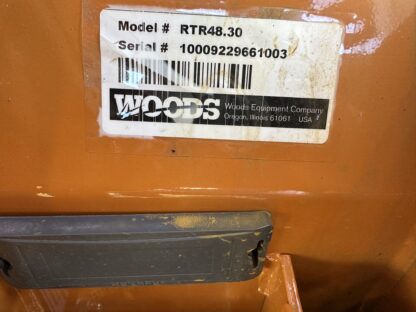 Model # RTR48.30
Serial # 10009229661003
WOODS
Woods Equipment Company
Oregon, Illinois 61061 USA